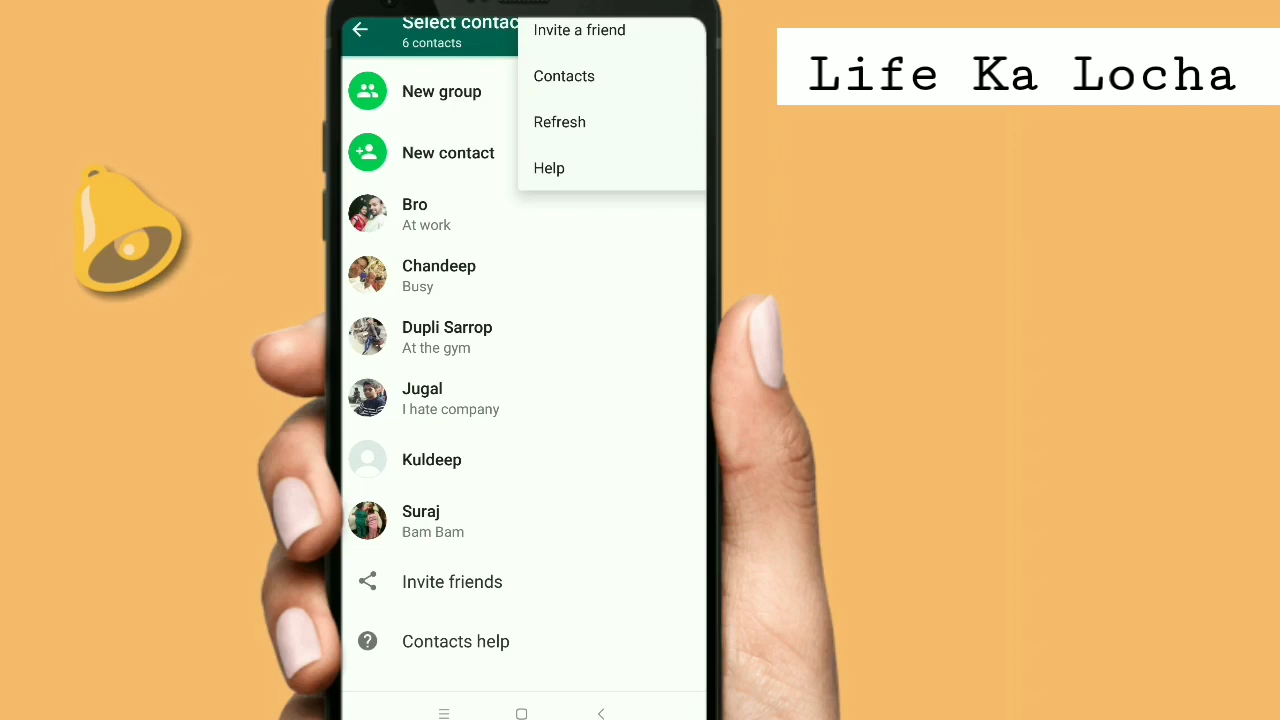 Select contac
6 contacts
Invite a friend
Contacts
Refresh
Help
New group
New contact
Bro
At work
Chandeep
Busy
Dupli Sarrop
At the gym
Jugal
I hate company
Kuldeep
Suraj
Bam Bam
Invite friends
Contacts help
Life Ka Locha